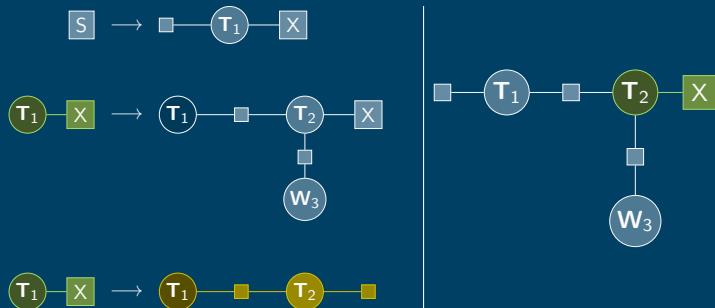 S → T₁ X
T₁ X → T₁ T₂ X
W₃
T₁ X → T₁ T₂
T₁ T₂ X
W₃